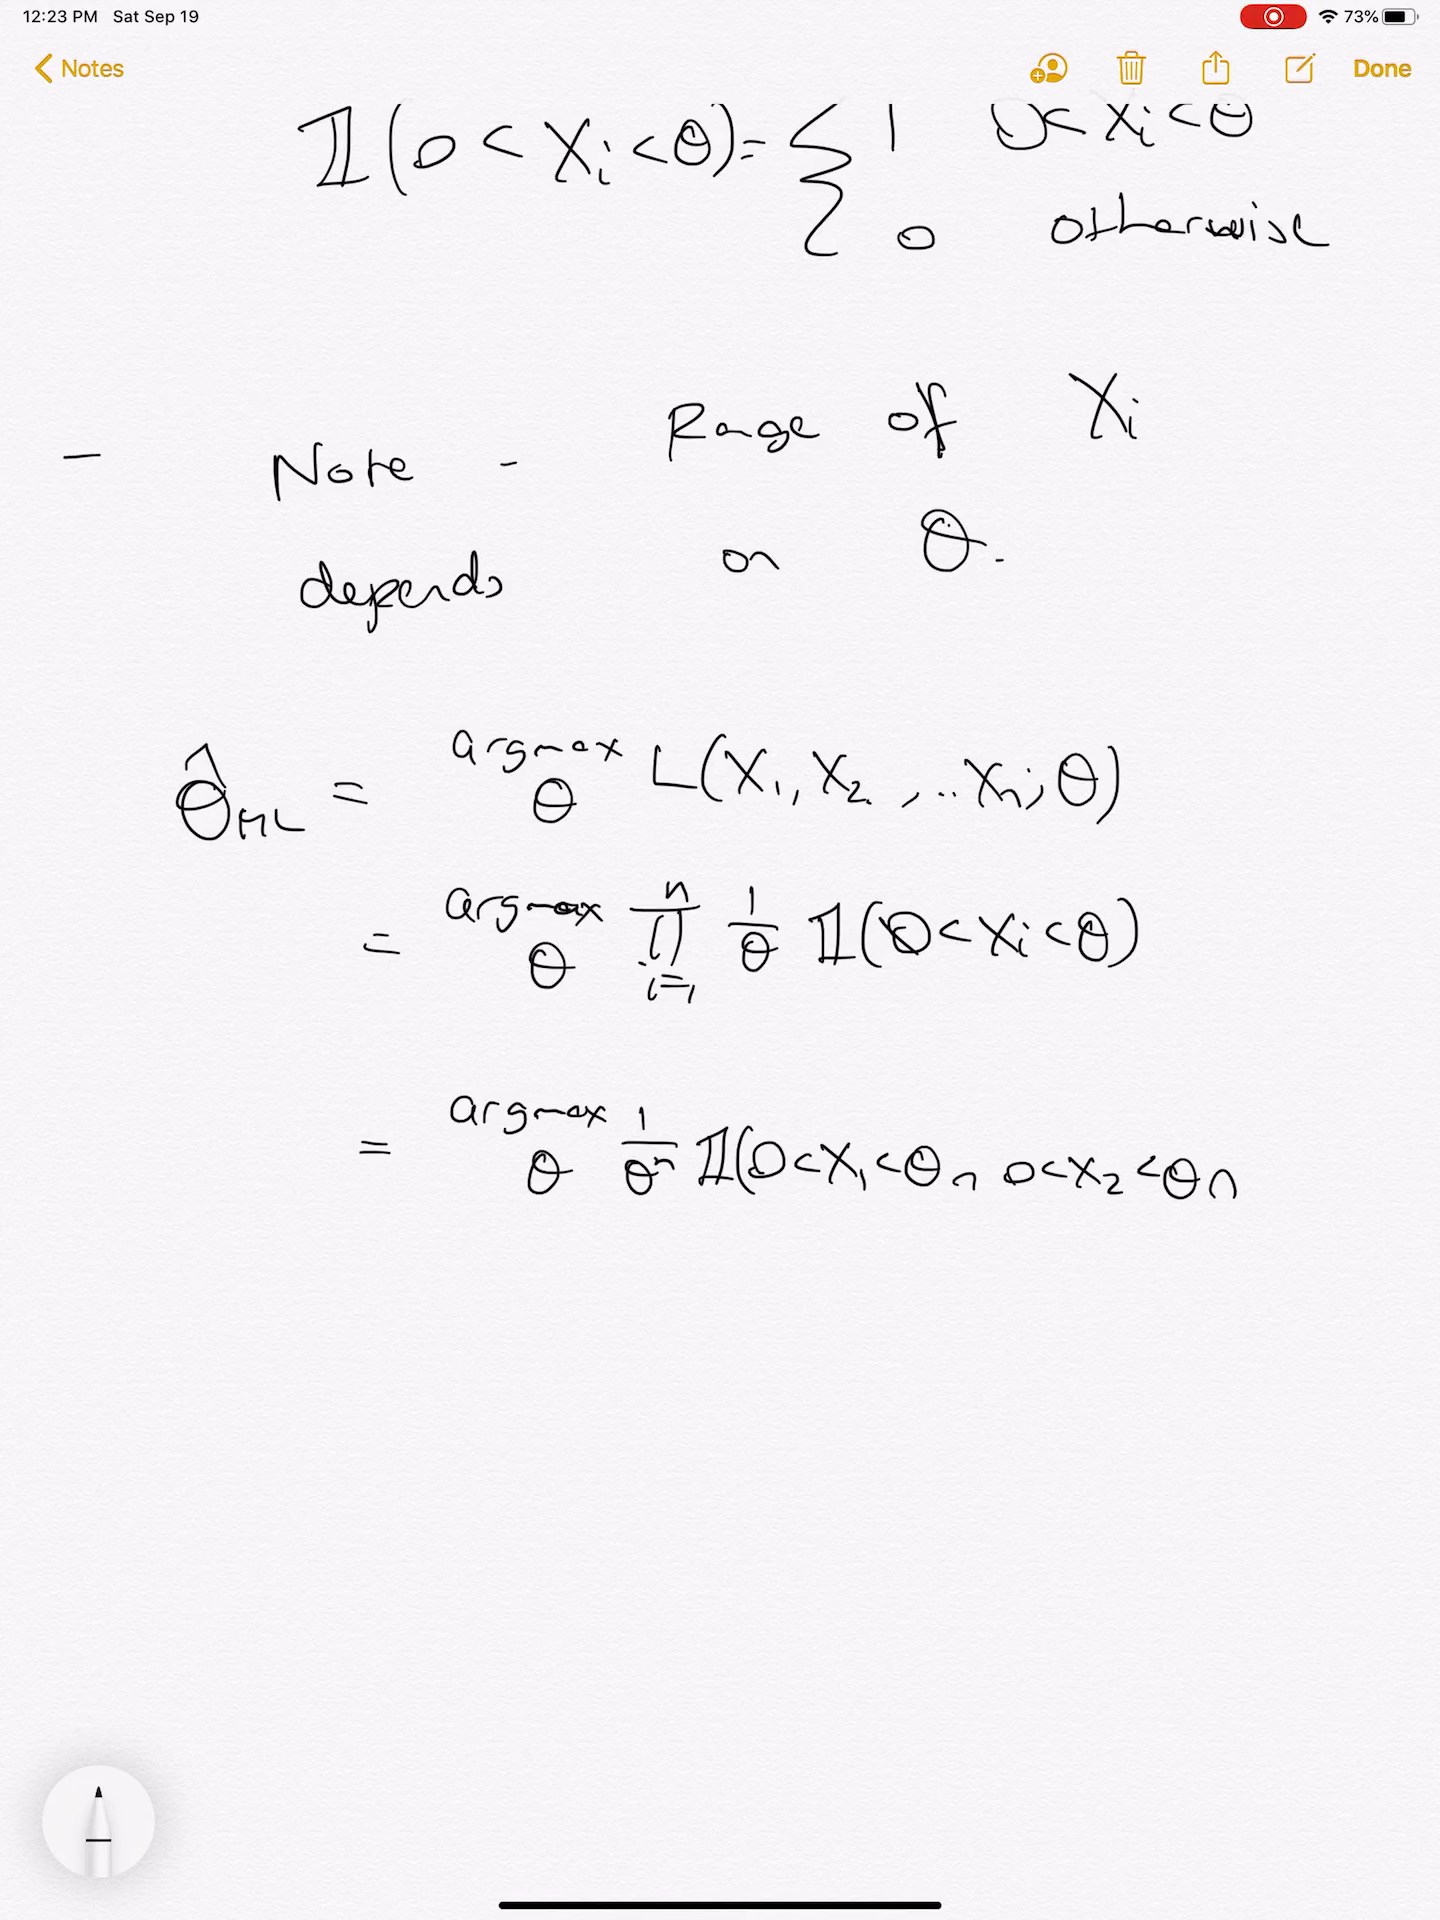 12:23 PM Sat Sep 19 73%
Notes Done
𝟙(0 < Xᵢ < θ) = { 1 0 < Xᵢ < θ
0 otherwise
– Note - Range of Xᵢ
depends on θ.
θ̂_ML = argmax_θ L(X₁, X₂, ..Xₙ; θ)
= argmax_θ ∏ᵢ₌₁ⁿ 1/θ 𝟙(0 < Xᵢ < θ)
= argmax_θ 1/θⁿ 𝟙(0 < X₁ < θ ∩ 0 < X₂ < θ ∩